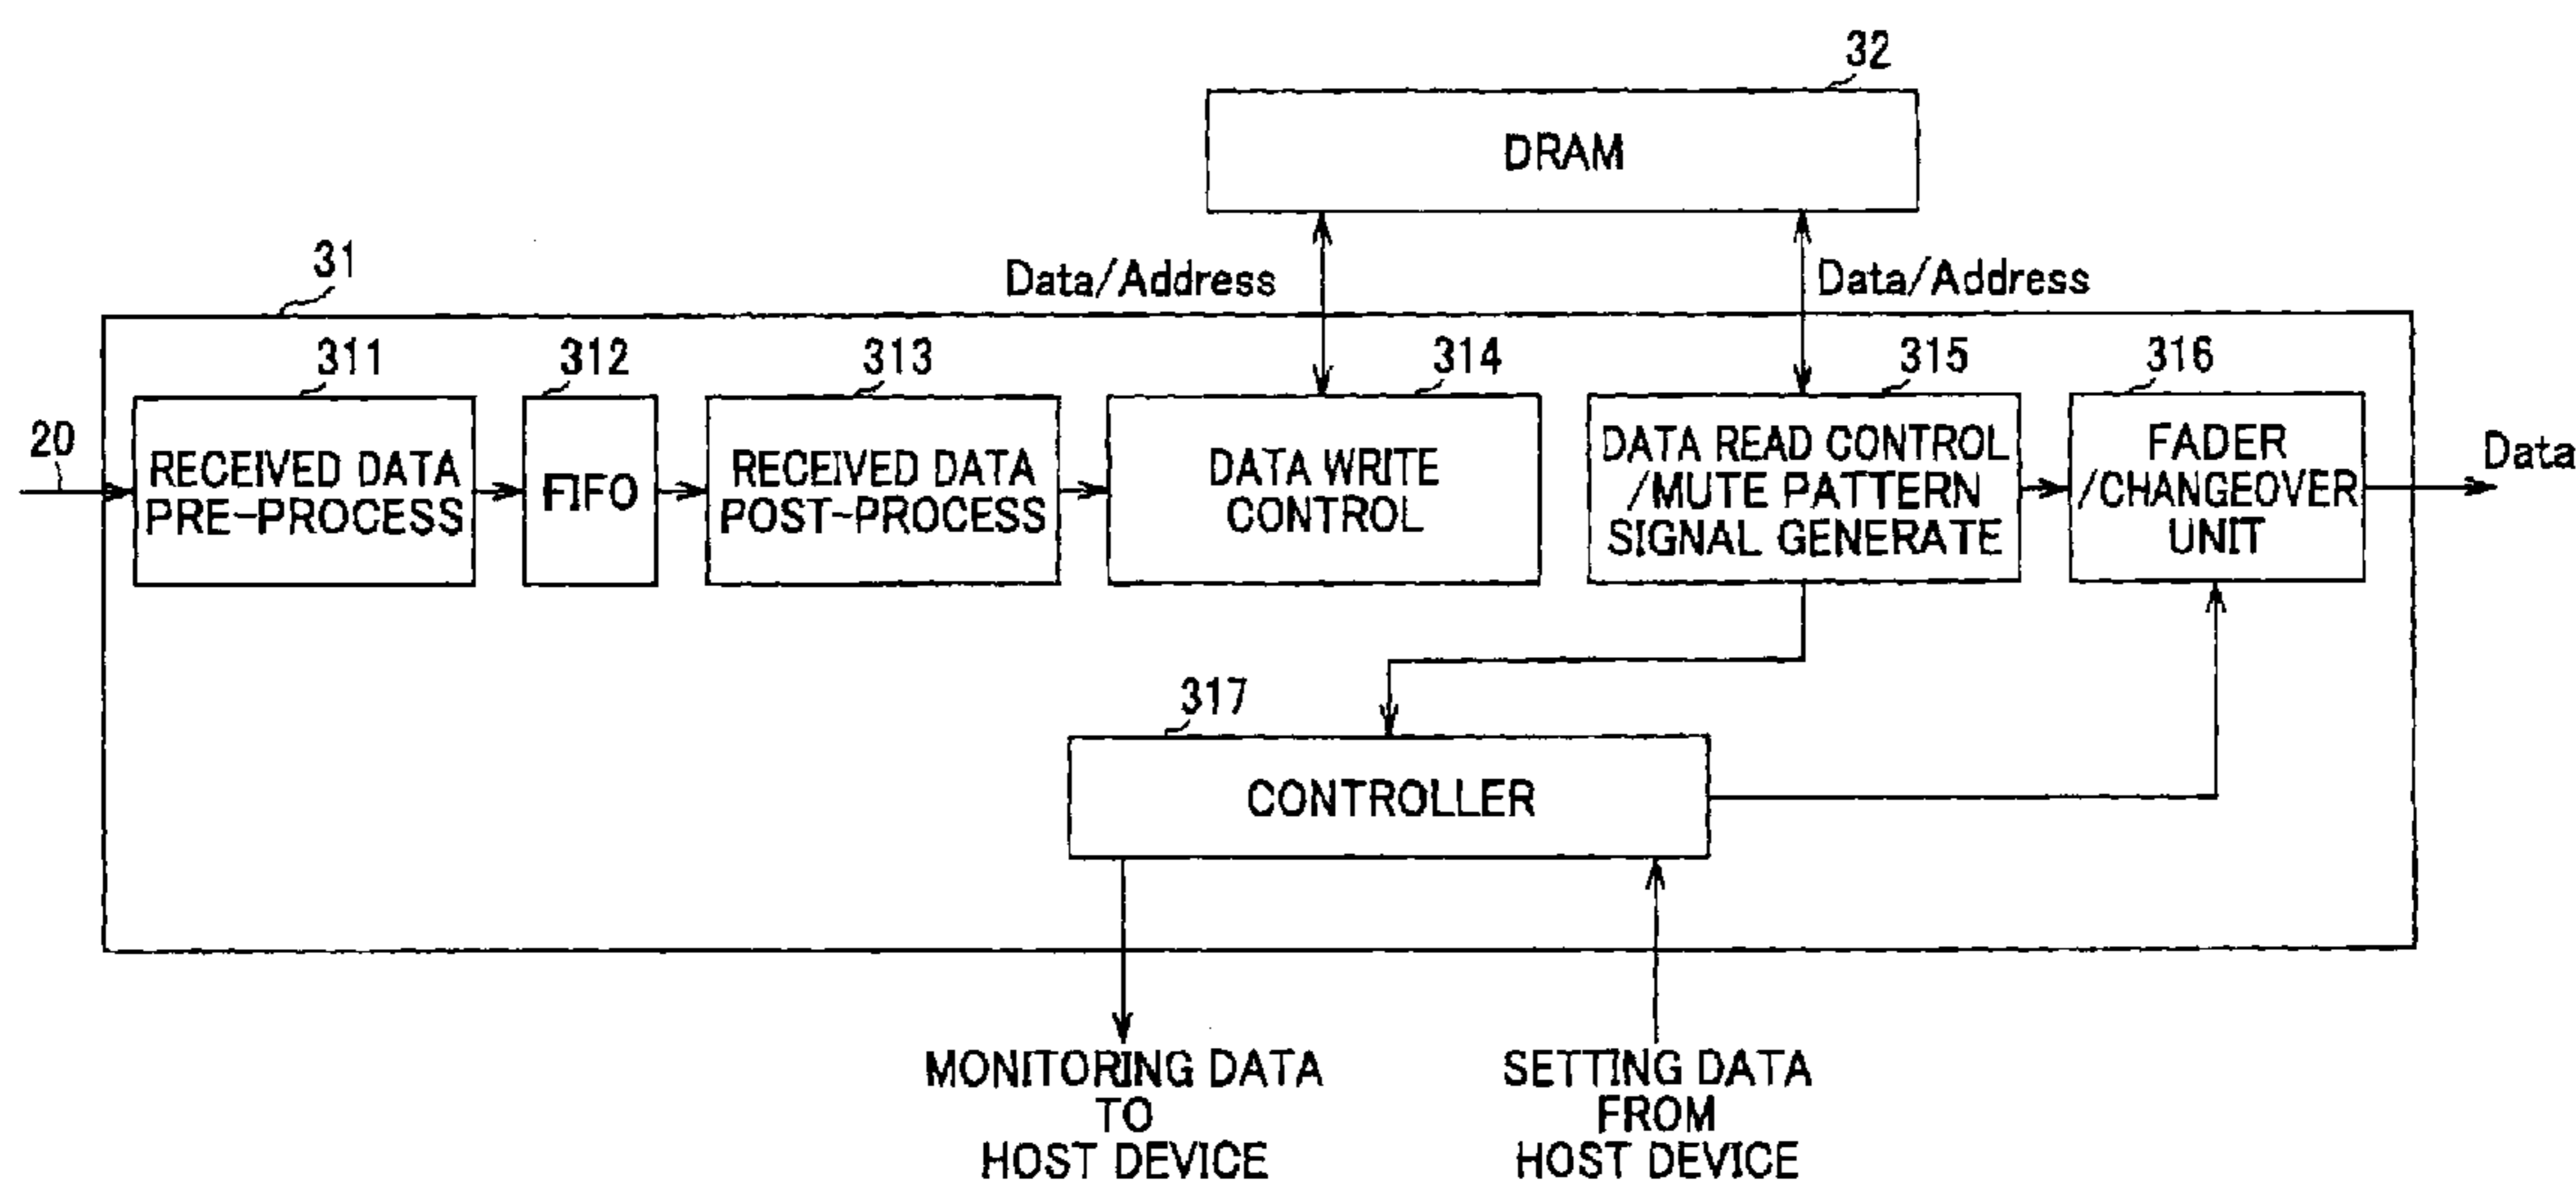 32
DRAM
31
Data/Address
Data/Address
311
312
313
314
315
316
20
RECEIVED DATA
PRE-PROCESS
FIFO
RECEIVED DATA
POST-PROCESS
DATA WRITE
CONTROL
DATA READ CONTROL
/MUTE PATTERN
SIGNAL GENERATE
FADER
/CHANGEOVER
UNIT
Data
317
CONTROLLER
MONITORING DATA
TO
HOST DEVICE
SETTING DATA
FROM
HOST DEVICE